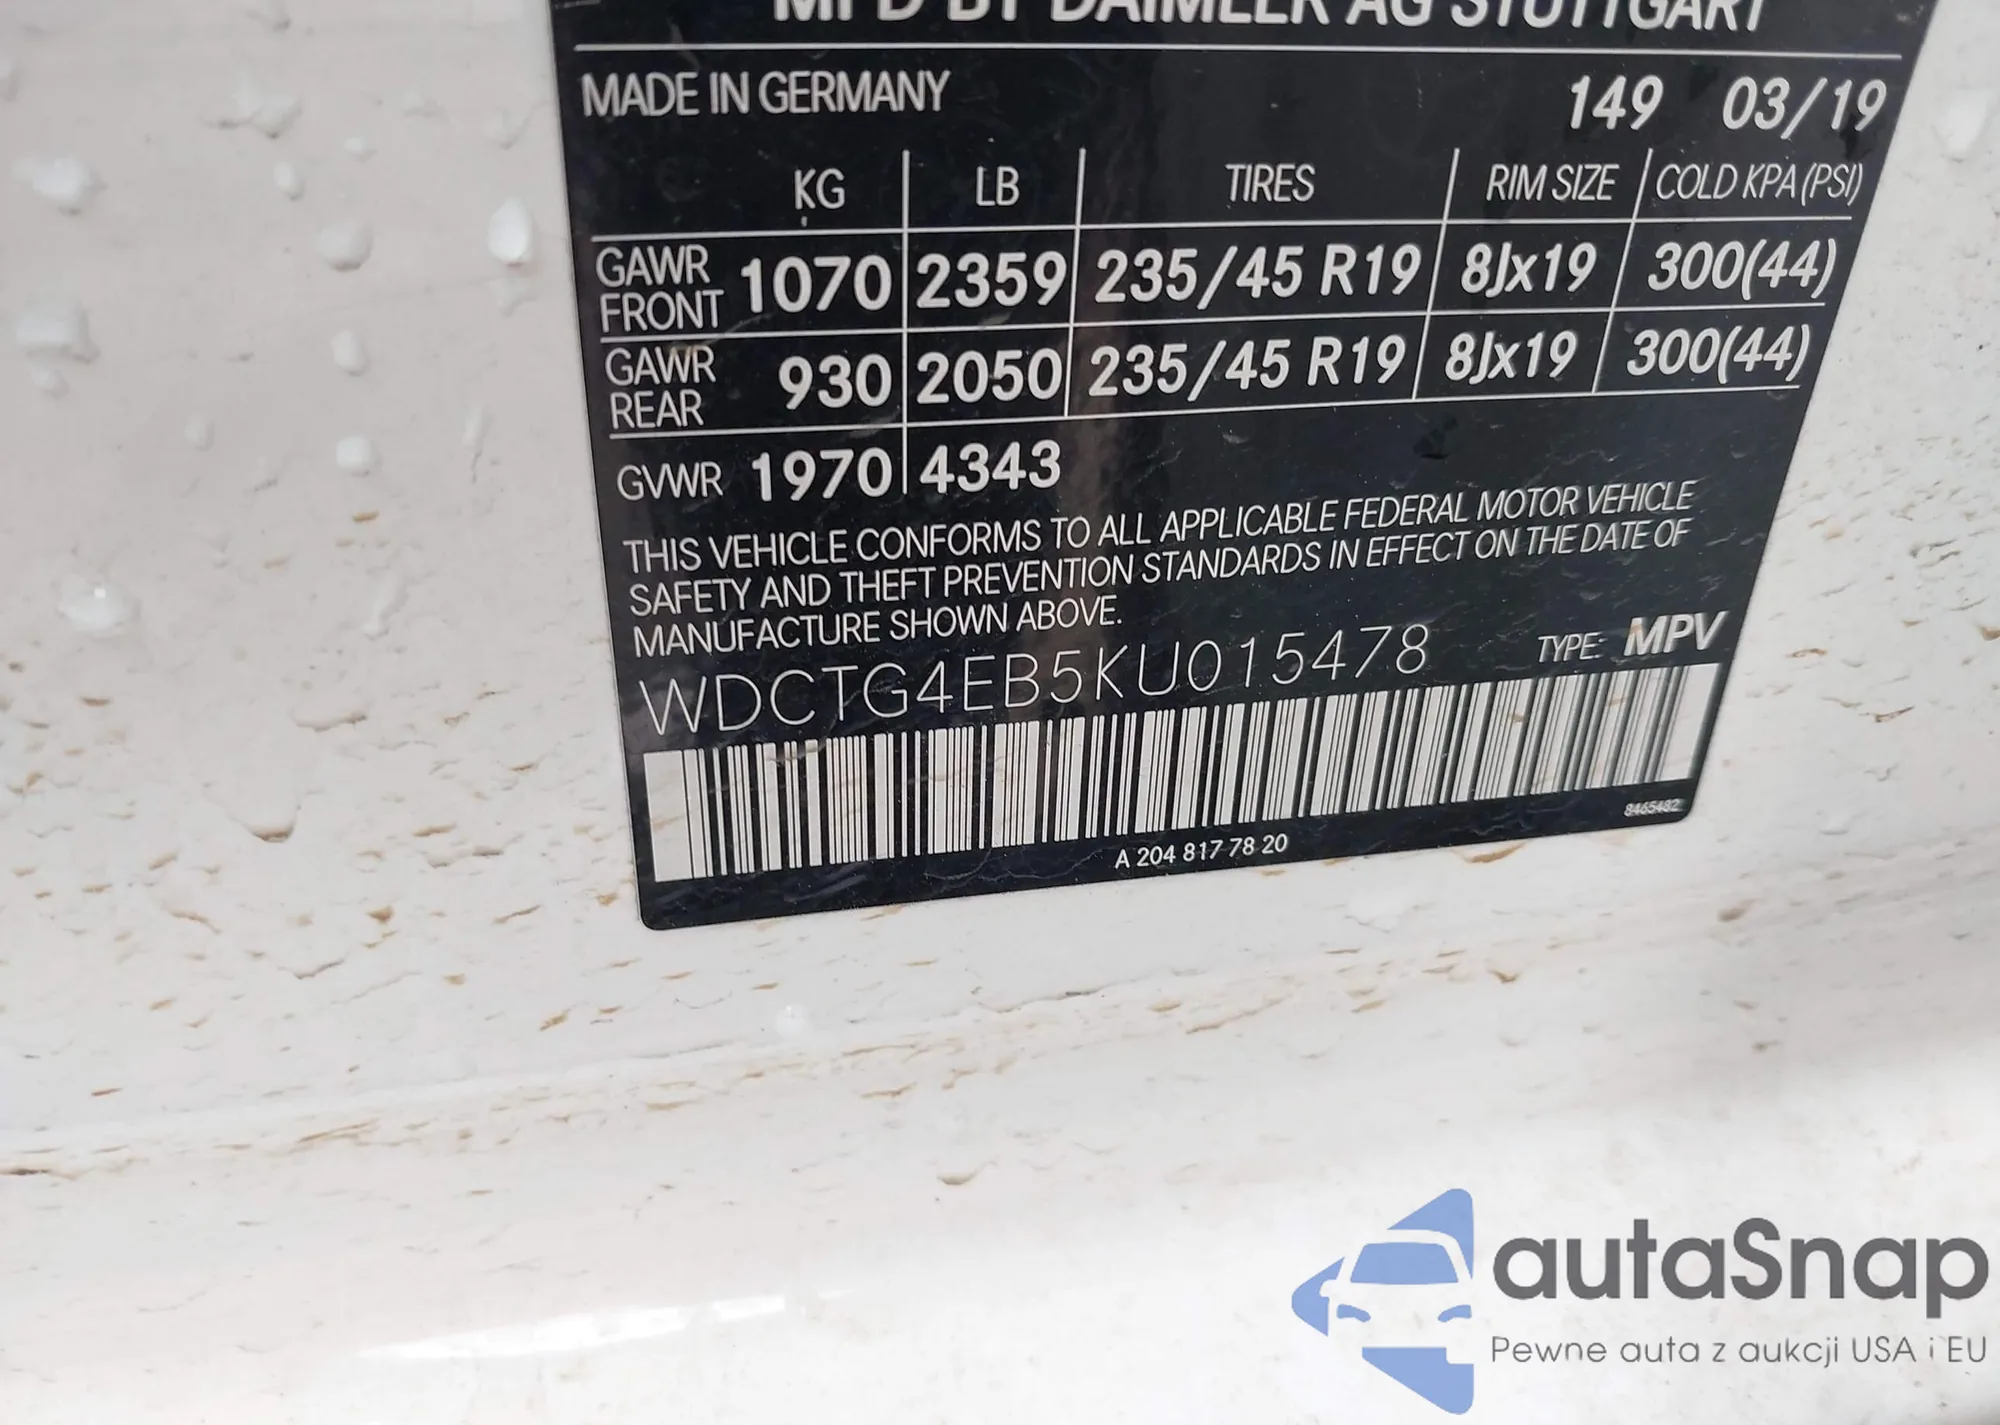 MFD BY DAIMLER AG STUTTGART
MADE IN GERMANY 149 03/19
KG LB TIRES RIM SIZE COLD KPA (PSI)
GAWR FRONT 1070 2359 235/45 R19 8Jx19 300(44)
GAWR REAR 930 2050 235/45 R19 8Jx19 300(44)
GVWR 1970 4343
THIS VEHICLE CONFORMS TO ALL APPLICABLE FEDERAL MOTOR VEHICLE
SAFETY AND THEFT PREVENTION STANDARDS IN EFFECT ON THE DATE OF
MANUFACTURE SHOWN ABOVE.
WDCTG4EB5KU015478 TYPE: MPV
8465482
A 204 817 78 20
autaSnap
Pewne auta z aukcji USA i EU